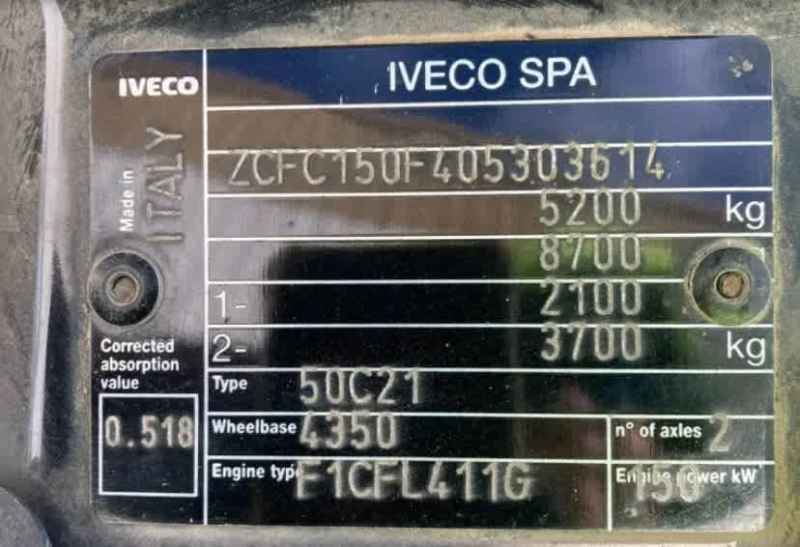 IVECO
IVECO SPA
Made in
ITALY
ZCFC150F405303614
5200 kg
8700
1- 2100
2- 3700 kg
Corrected
absorption
value
0.518
Type 50C21
Wheelbase 4350
n° of axles 2
Engine type F1CFL411G
Engine power kW 150